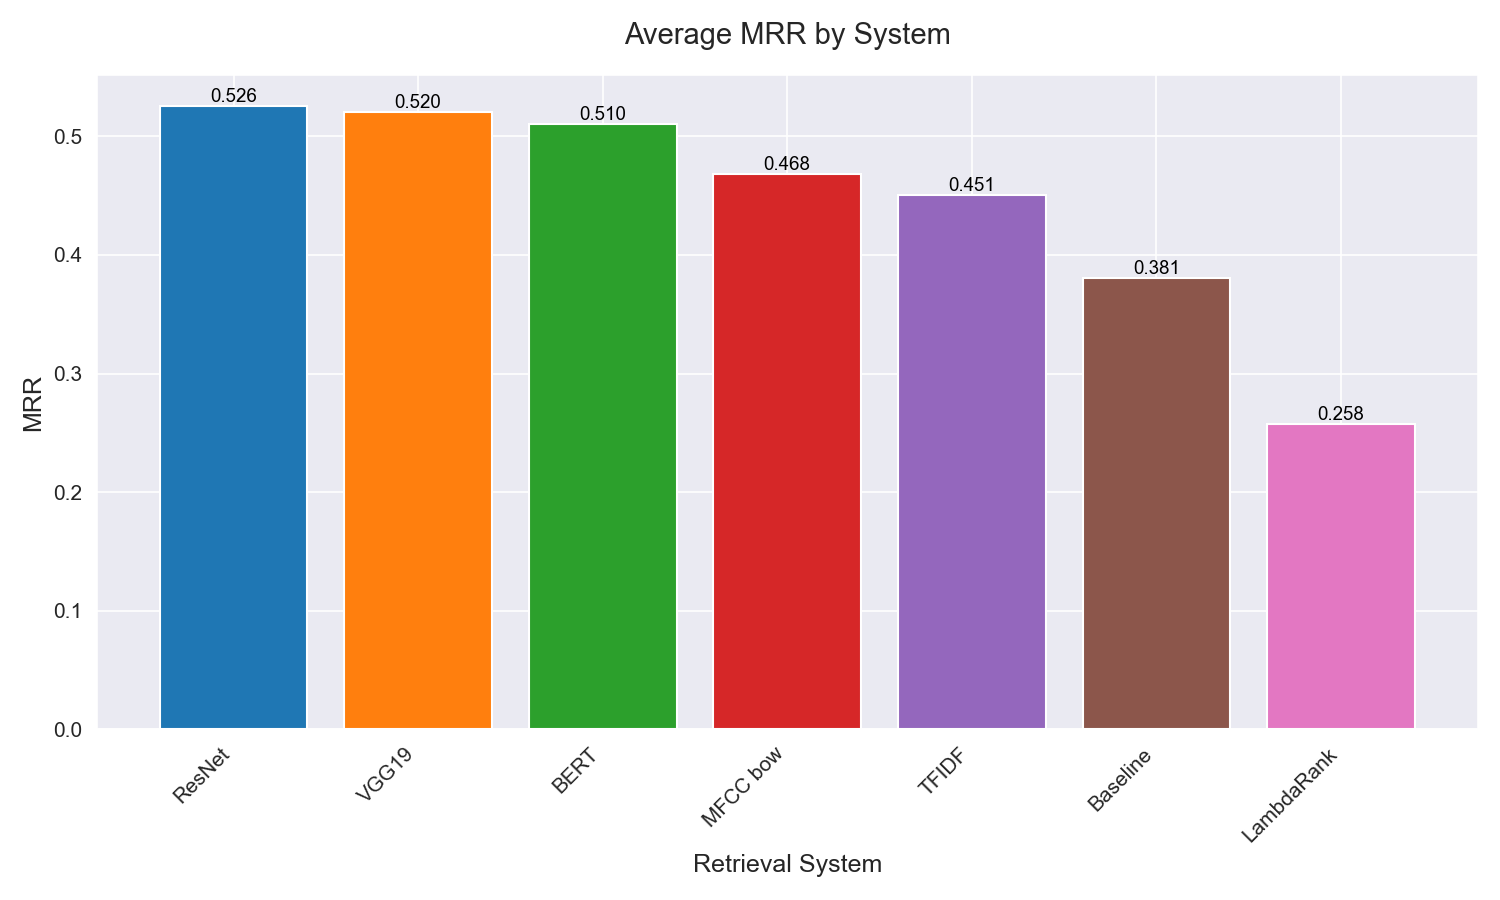 Average MRR by System
0.526
0.520
0.510
0.468
0.451
0.381
0.258
0.5
0.4
0.3
0.2
0.1
0.0
MRR
ResNet
VGG19
BERT
MFCC bow
TFIDF
Baseline
LambdaRank
Retrieval System